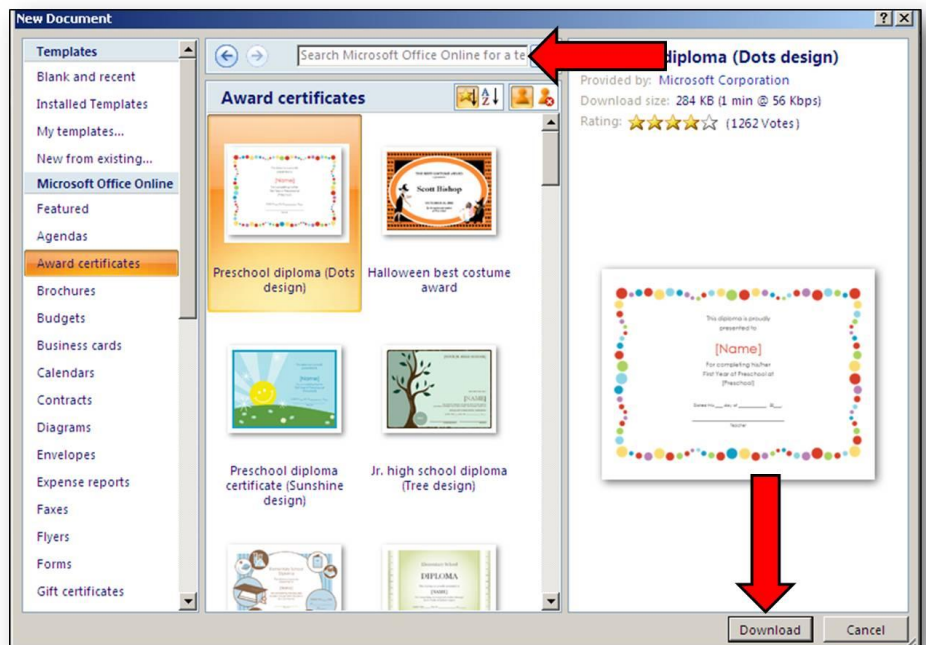 New Document
Templates
Blank and recent
Installed Templates
My templates...
New from existing...
Microsoft Office Online
Featured
Agendas
Award certificates
Brochures
Budgets
Business cards
Calendars
Contracts
Diagrams
Envelopes
Expense reports
Faxes
Flyers
Forms
Gift certificates
Search Microsoft Office Online for a te
Award certificates
[Name]
Scott Bishop
Preschool diploma (Dots
design)
Halloween best costume
award
[Name]
[NAME]
Preschool diploma
certificate (Sunshine
design)
Jr. high school diploma
(Tree design)
DIPLOMA
[NAME]
diploma (Dots design)
Provided by: Microsoft Corporation
Download size: 284 KB (1 min @ 56 Kbps)
Rating: (1262 Votes)
This diploma is proudly
presented to
[Name]
For completing his/her
First Year of Preschool at
[Preschool]
Teacher
Download
Cancel